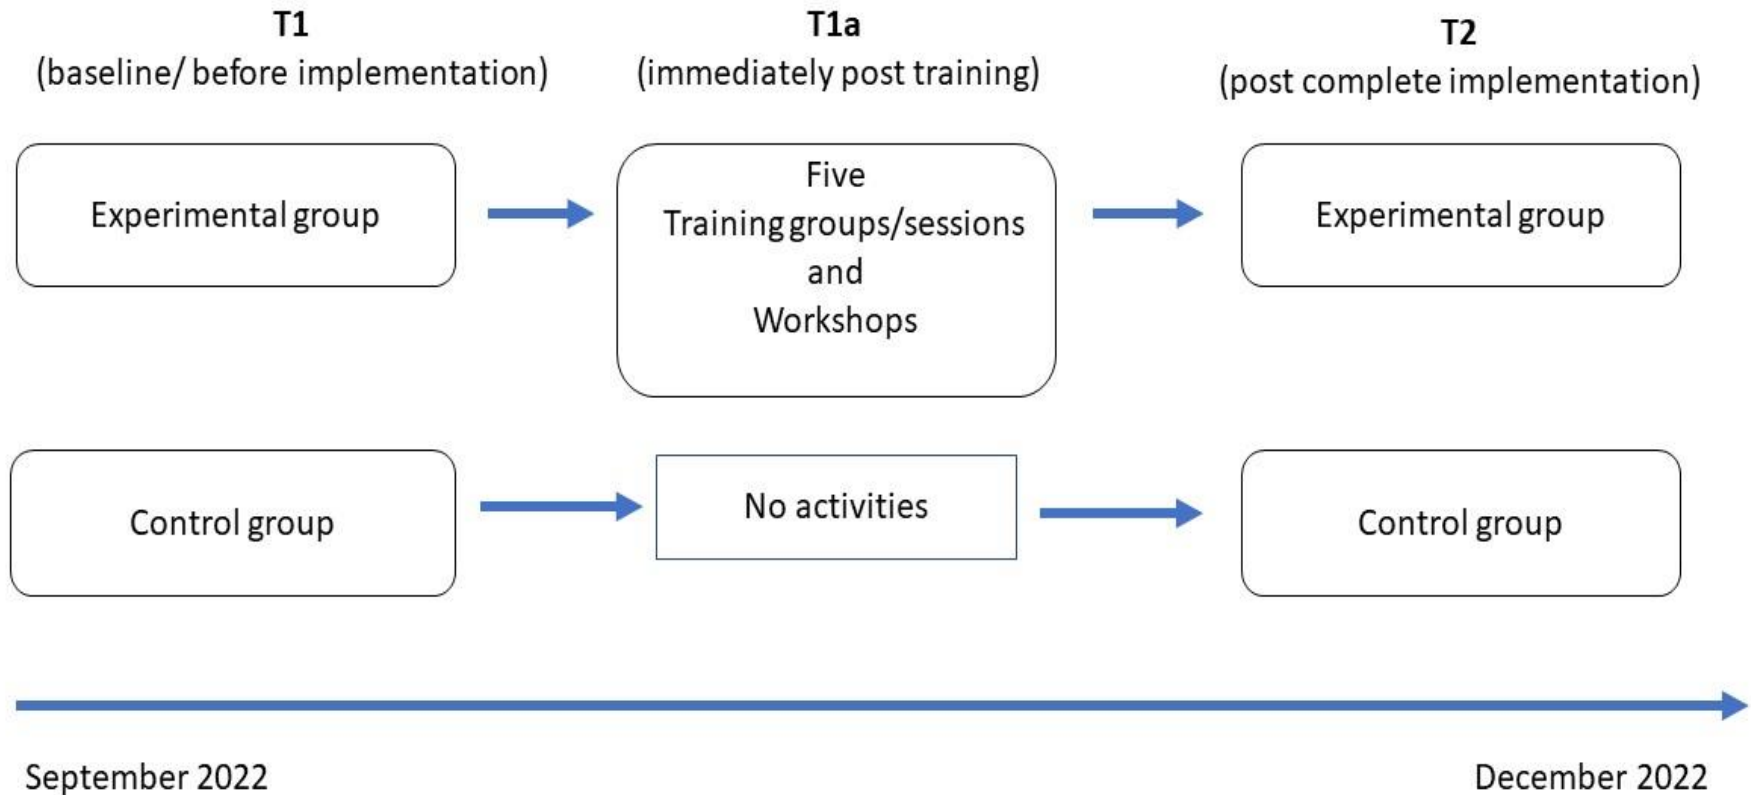 T1
(baseline/ before implementation)
T1a
(immediately post training)
T2
(post complete implementation)
Experimental group
Five
Training groups/sessions
and
Workshops
Experimental group
Control group
No activities
Control group
September 2022
December 2022